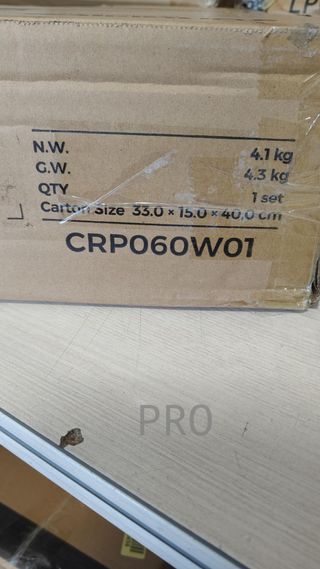 LP
N.W. 4.1 kg
G.W. 4.3 kg
QTY 1 set
Carton Size 33.0 × 15.0 × 40,0 cm
CRP060W01
PRO